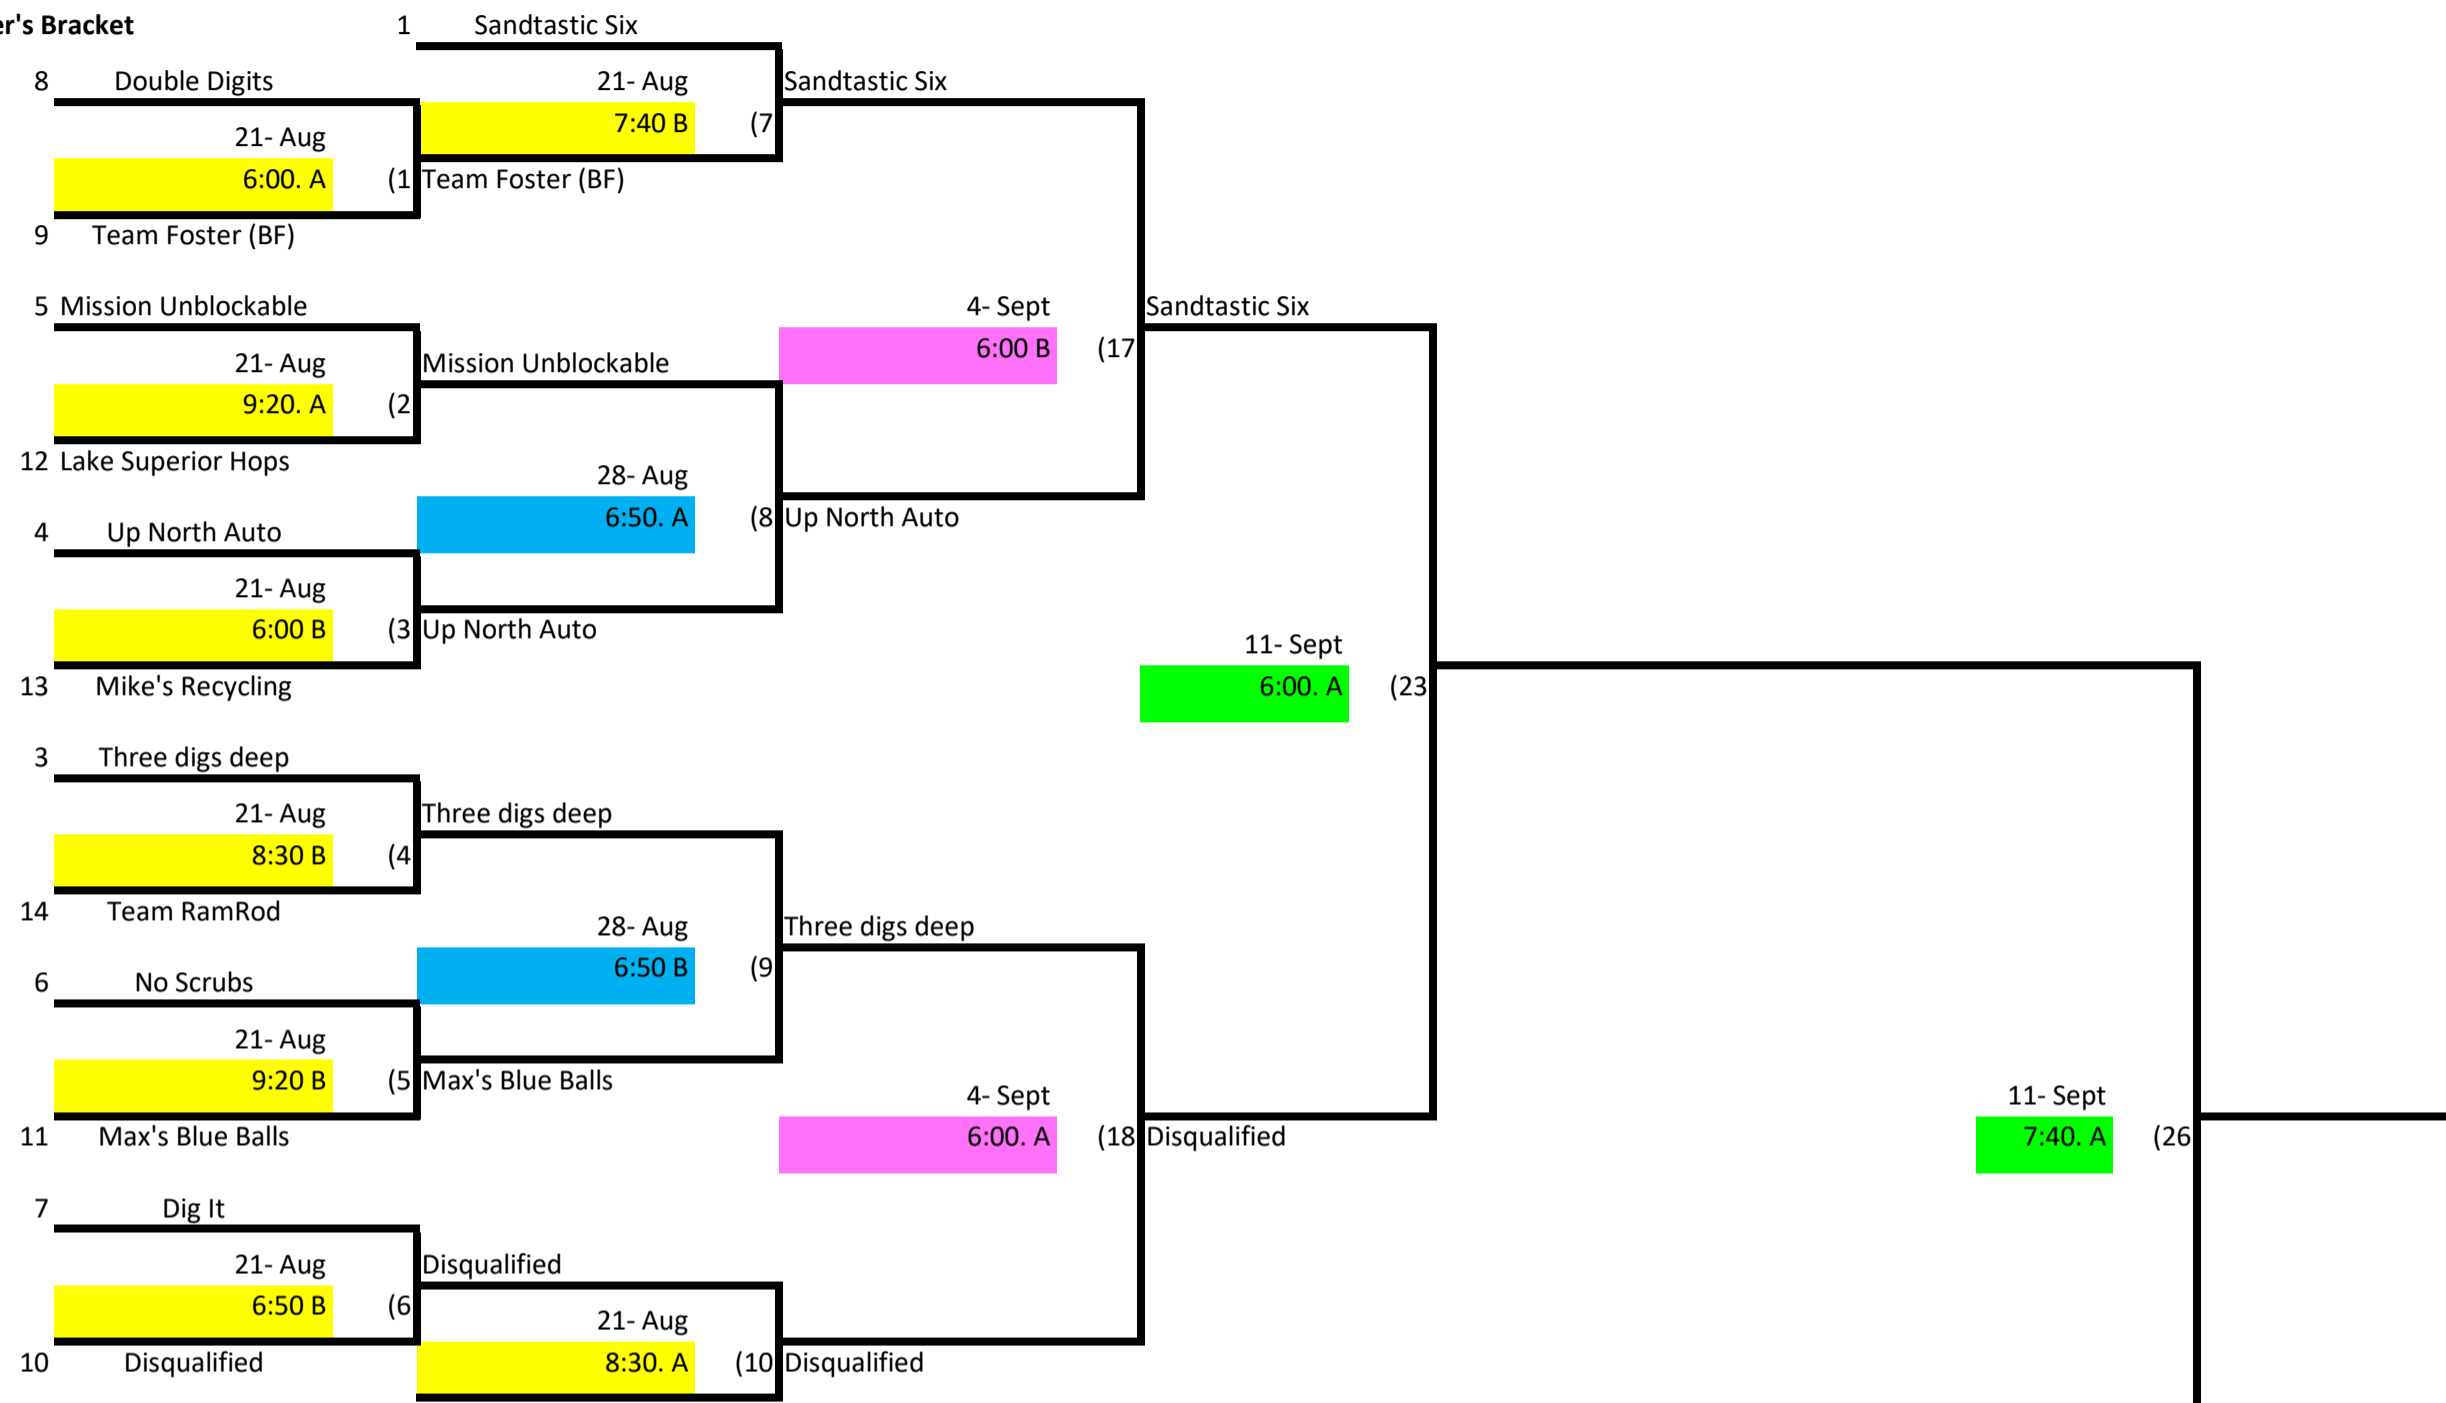 er's Bracket
1 Sandtastic Six
8 Double Digits
21- Aug
Sandtastic Six
21- Aug
7:40 B (7
6:00. A (1
Team Foster (BF)
9 Team Foster (BF)
5 Mission Unblockable
4- Sept
Sandtastic Six
21- Aug
Mission Unblockable
6:00 B (17
9:20. A (2
12 Lake Superior Hops
28- Aug
4 Up North Auto
6:50. A (8
Up North Auto
21- Aug
6:00 B (3
Up North Auto
11- Sept
13 Mike's Recycling
6:00. A (23
3 Three digs deep
21- Aug
Three digs deep
8:30 B (4
14 Team RamRod
28- Aug
Three digs deep
6 No Scrubs
6:50 B (9
21- Aug
9:20 B (5
Max's Blue Balls
4- Sept
11- Sept
11 Max's Blue Balls
6:00. A (18
Disqualified
7:40. A (26
7 Dig It
21- Aug
Disqualified
6:50 B (6
21- Aug
10 Disqualified
8:30. A (10
Disqualified